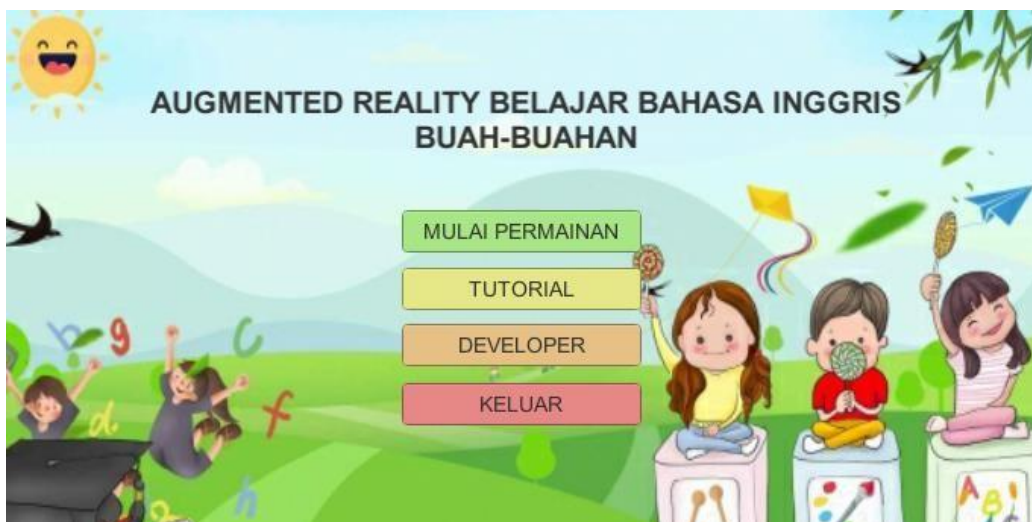 AUGMENTED REALITY BELAJAR BAHASA INGGRIS
BUAH-BUAHAN
MULAI PERMAINAN
TUTORIAL
DEVELOPER
KELUAR
b
g
c
d
f
h
a
A
B